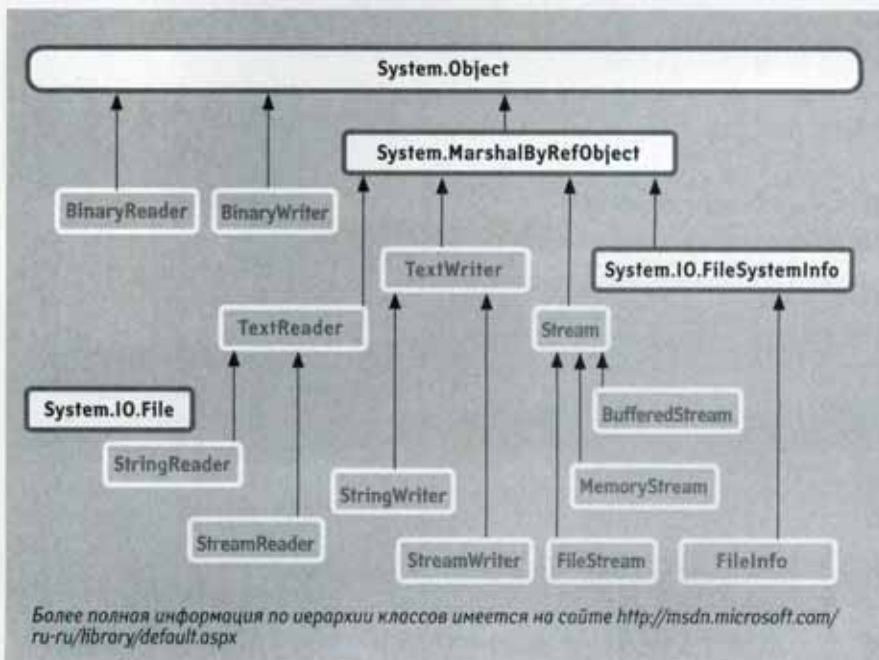 System.Object
System.MarshalByRefObject
BinaryReader
BinaryWriter
TextWriter
System.IO.FileSystemInfo
TextReader
Stream
System.IO.File
BufferedStream
StringReader
StringWriter
MemoryStream
StreamReader
StreamWriter
FileStream
FileInfo
Более полная информация по иерархии классов имеется на сайте http://msdn.microsoft.com/
ru-ru/library/default.aspx